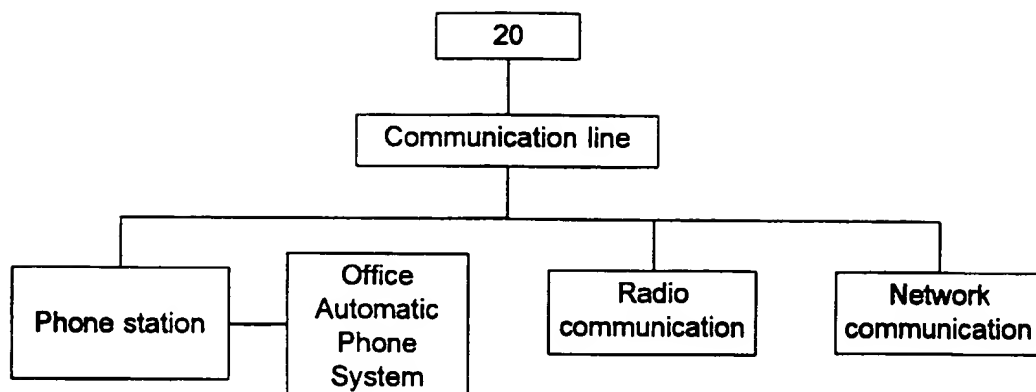 20
Communication line
Phone station
Office
Automatic
Phone
System
Radio
communication
Network
communication